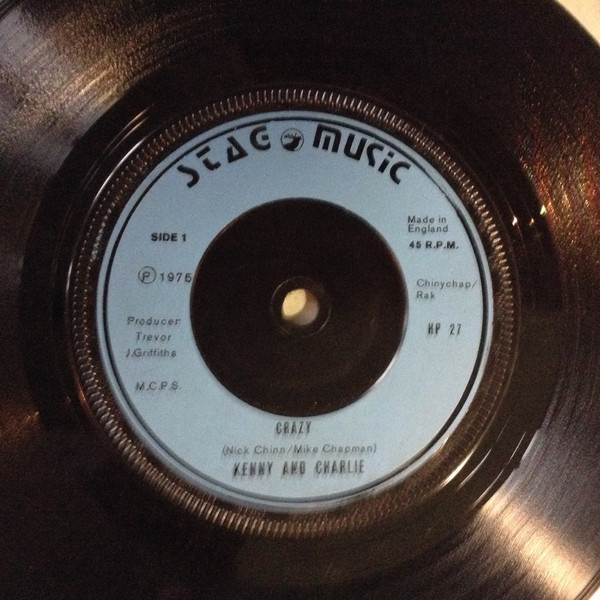 STAG MUSIC
SIDE 1
Made in
England
45 R.P.M.
Ⓟ 1975
Chinychap/
Rak
HP 27
Producer:
Trevor
J.Griffiths
M.C.P.S.
CRAZY
(Nick Chinn/Mike Chapman)
KENNY AND CHARLIE